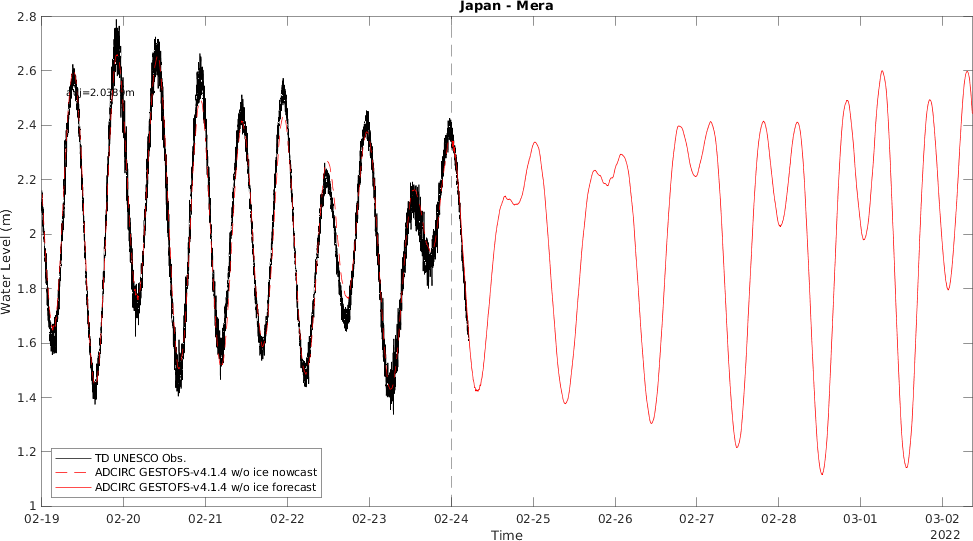 Japan - Mera
2.8
2.6
2.4
2.2
2
1.8
1.6
1.4
1.2
1
Water Level (m)
TD UNESCO Obs.
ADCIRC GESTOFS-v4.1.4 w/o ice nowcast
ADCIRC GESTOFS-v4.1.4 w/o ice forecast
02-19 02-20 02-21 02-22 02-23 02-24 02-25 02-26 02-27 02-28 03-01 03-02
Time
2022